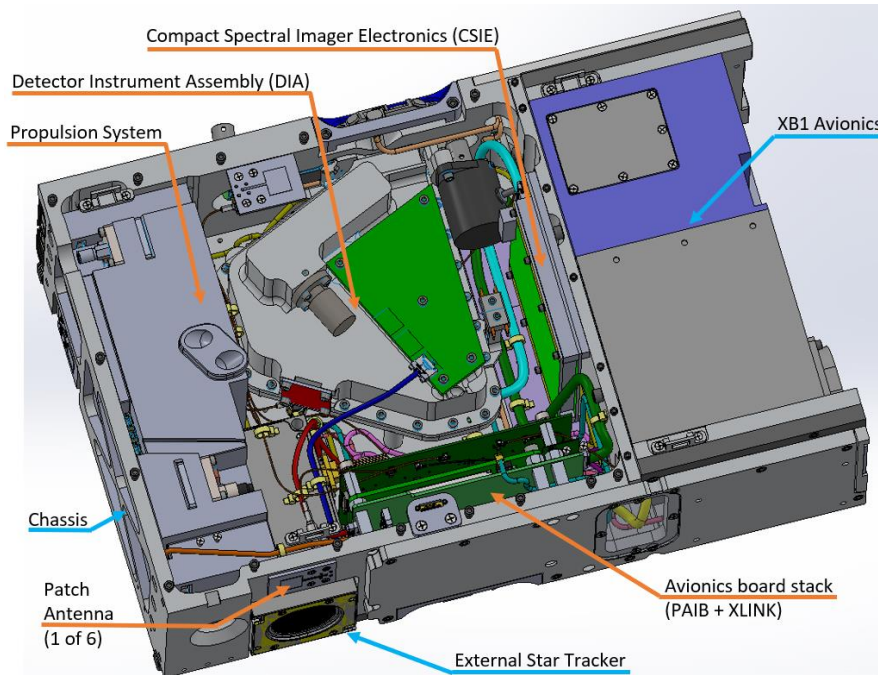 Compact Spectral Imager Electronics (CSIE)
Detector Instrument Assembly (DIA)
Propulsion System
XB1 Avionics
Chassis
Patch
Antenna
(1 of 6)
Avionics board stack
(PAIB + XLINK)
External Star Tracker